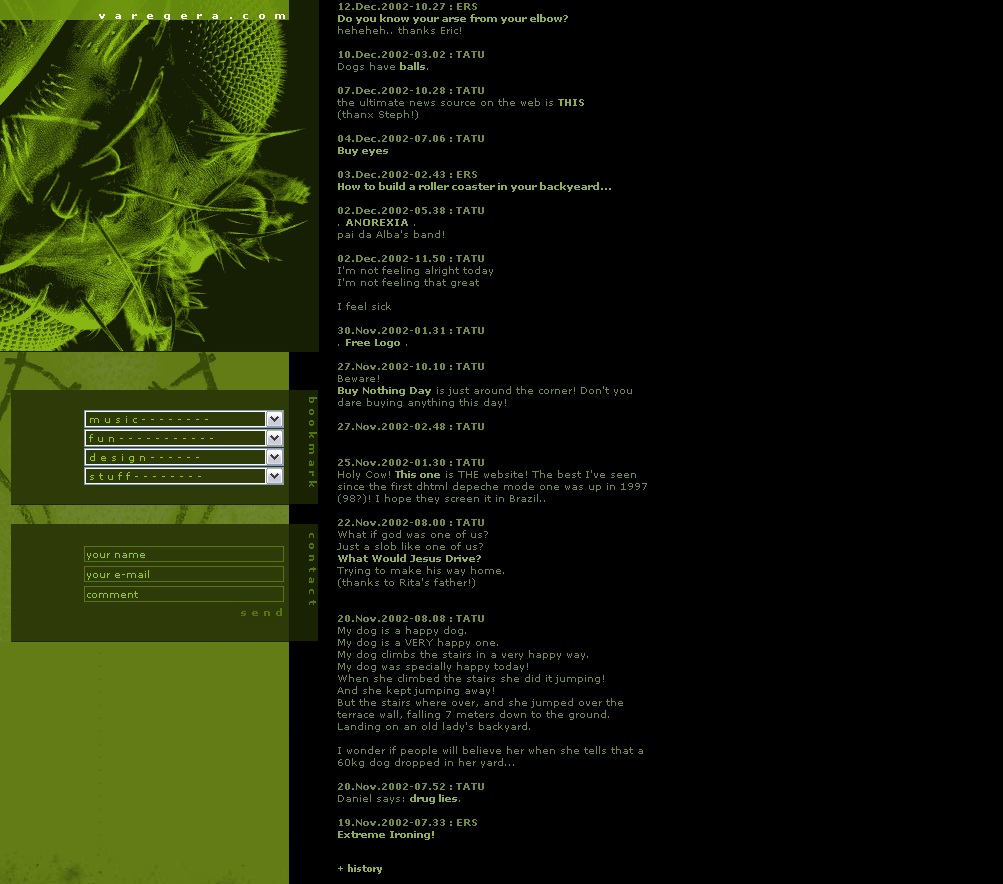 varegera.com
12.Dec.2002-10.27 : ERS
Do you know your arse from your elbow?
heheheh.. thanks Eric!
10.Dec.2002-03.02 : TATU
Dogs have balls.
07.Dec.2002-10.28 : TATU
the ultimate news source on the web is THIS
(thanx Steph!)
04.Dec.2002-07.06 : TATU
Buy eyes
03.Dec.2002-02.43 : ERS
How to build a roller coaster in your backyeard...
02.Dec.2002-05.38 : TATU
. ANOREXIA .
pai da Alba's band!
02.Dec.2002-11.50 : TATU
I'm not feeling alright today
I'm not feeling that great
I feel sick
30.Nov.2002-01.31 : TATU
. Free Logo .
27.Nov.2002-10.10 : TATU
Beware!
Buy Nothing Day is just around the corner! Don't you
dare buying anything this day!
27.Nov.2002-02.48 : TATU
25.Nov.2002-01.30 : TATU
Holy Cow! This one is THE website! The best I've seen
since the first dhtml depeche mode one was up in 1997
(98?)! I hope they screen it in Brazil..
22.Nov.2002-08.00 : TATU
What if god was one of us?
Just a slob like one of us?
What Would Jesus Drive?
Trying to make his way home.
(thanks to Rita's father!)
20.Nov.2002-08.08 : TATU
My dog is a happy dog.
My dog is a VERY happy one.
My dog climbs the stairs in a very happy way.
My dog was specially happy today!
When she climbed the stairs she did it jumping!
And she kept jumping away!
But the stairs where over, and she jumped over the
terrace wall, falling 7 meters down to the ground.
Landing on an old lady's backyard.
I wonder if people will believe her when she tells that a
60kg dog dropped in her yard...
20.Nov.2002-07.52 : TATU
Daniel says: drug lies.
19.Nov.2002-07.33 : ERS
Extreme Ironing!
+ history
bookmark
music--------
fun-----------
design------
stuff--------
contact
your name
your e-mail
comment
send